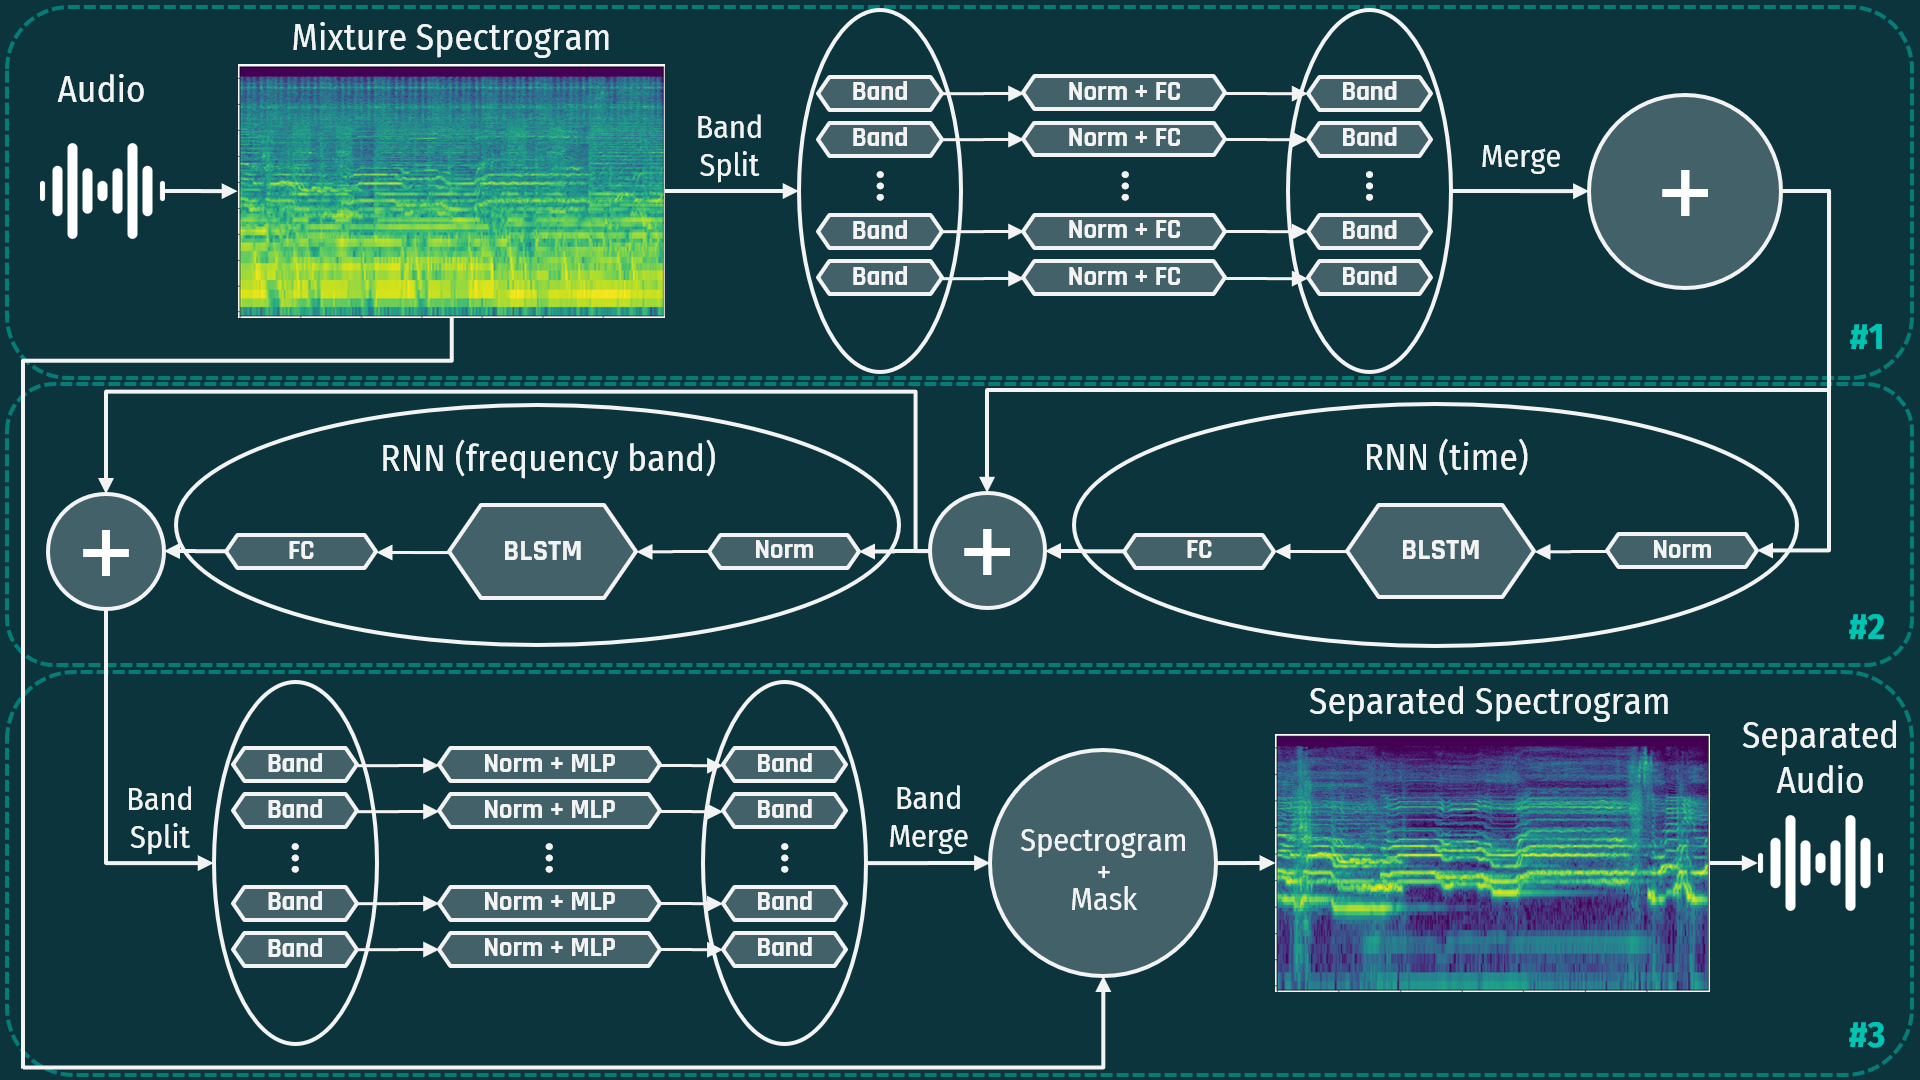 Mixture Spectrogram
Audio
Band
Split
Band
Norm + FC
Band
Band
Norm + FC
Band
Band
Norm + FC
Band
Band
Norm + FC
Band
Merge
+
#1
RNN (frequency band)
RNN (time)
+
FC
BLSTM
Norm
+
FC
BLSTM
Norm
#2
Band
Split
Band
Norm + MLP
Band
Band
Norm + MLP
Band
Band
Norm + MLP
Band
Band
Norm + MLP
Band
Band
Merge
Spectrogram
+
Mask
Separated Spectrogram
Separated
Audio
#3